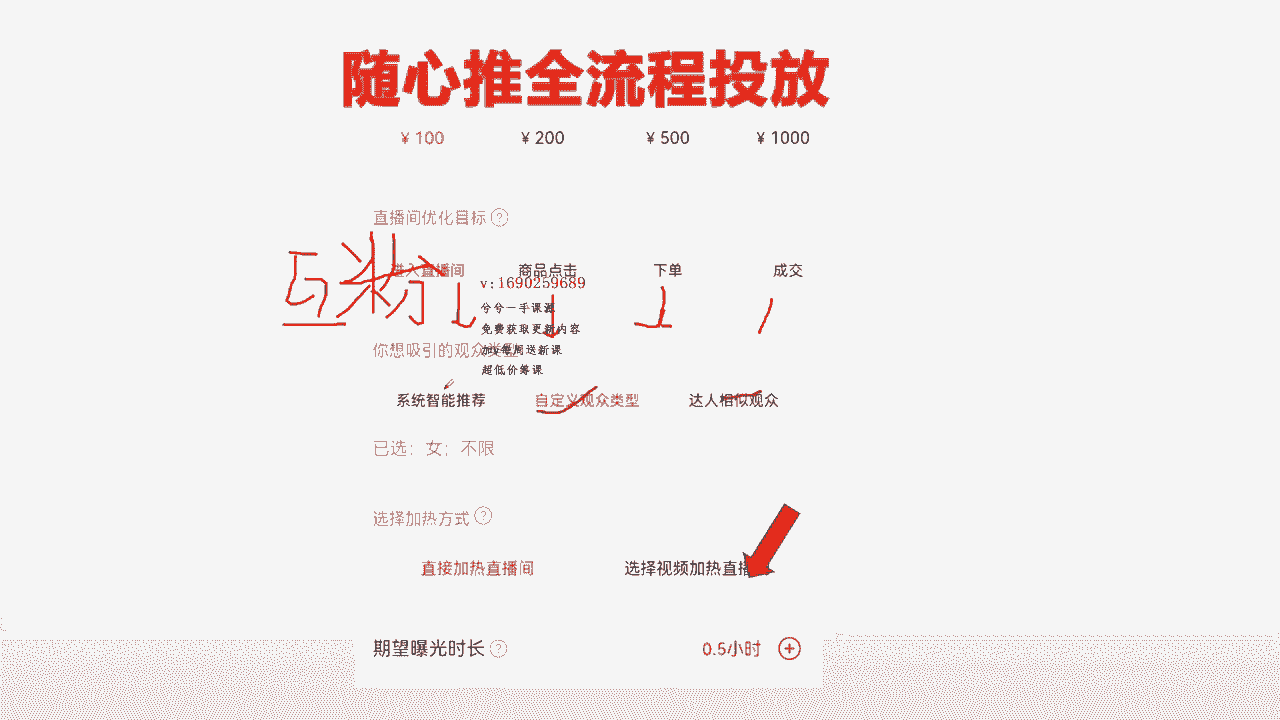 随心推全流程投放
¥ 100 ¥ 200 ¥ 500 ¥ 1000
直播间优化目标 ?
进入直播间 商品点击 下单 成交
v:1690259689
兮兮一手课源
免费获取更新内容
你想吸引的观众类型
加v每周送新课
超低价筹课
系统智能推荐 自定义观众类型 达人相似观众
已选：女；不限
选择加热方式 ?
直接加热直播间 选择视频加热直播
期望曝光时长 ? 0.5小时 +